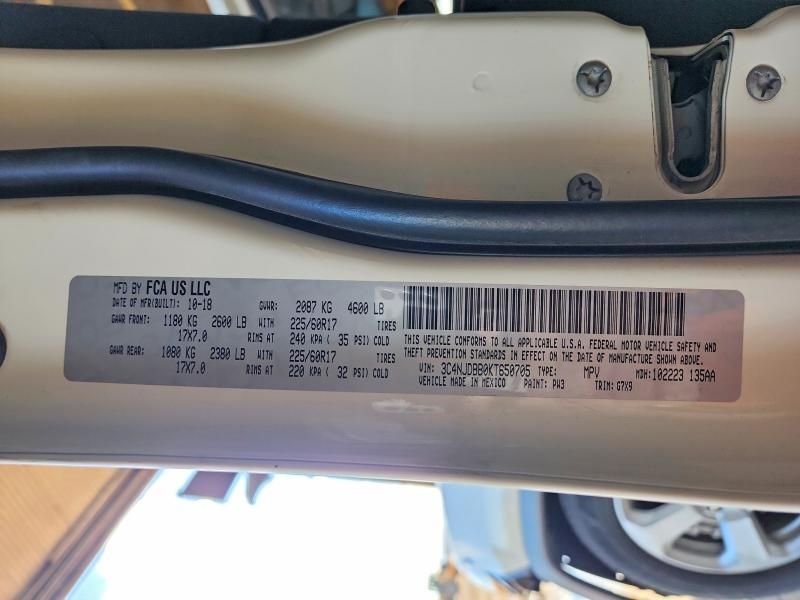 MFD BY FCA US LLC
DATE OF MFR(BUILT): 10-18 GVWR: 2087 KG 4600 LB
GAWR FRONT: 1180 KG 2600 LB WITH 225/60R17 TIRES
17X7.0 RIMS AT 240 KPA ( 35 PSI) COLD
GAWR REAR: 1080 KG 2380 LB WITH 225/60R17 TIRES
17X7.0 RIMS AT 220 KPA ( 32 PSI) COLD
THIS VEHICLE CONFORMS TO ALL APPLICABLE U.S.A. FEDERAL MOTOR VEHICLE SAFETY AND
THEFT PREVENTION STANDARDS IN EFFECT ON THE DATE OF MANUFACTURE SHOWN ABOVE.
VIN: 3C4NJDBB0KT650705 TYPE: MPV MDH: 102223 135AA
VEHICLE MADE IN MEXICO PAINT: PW3 TRIM: G7X9